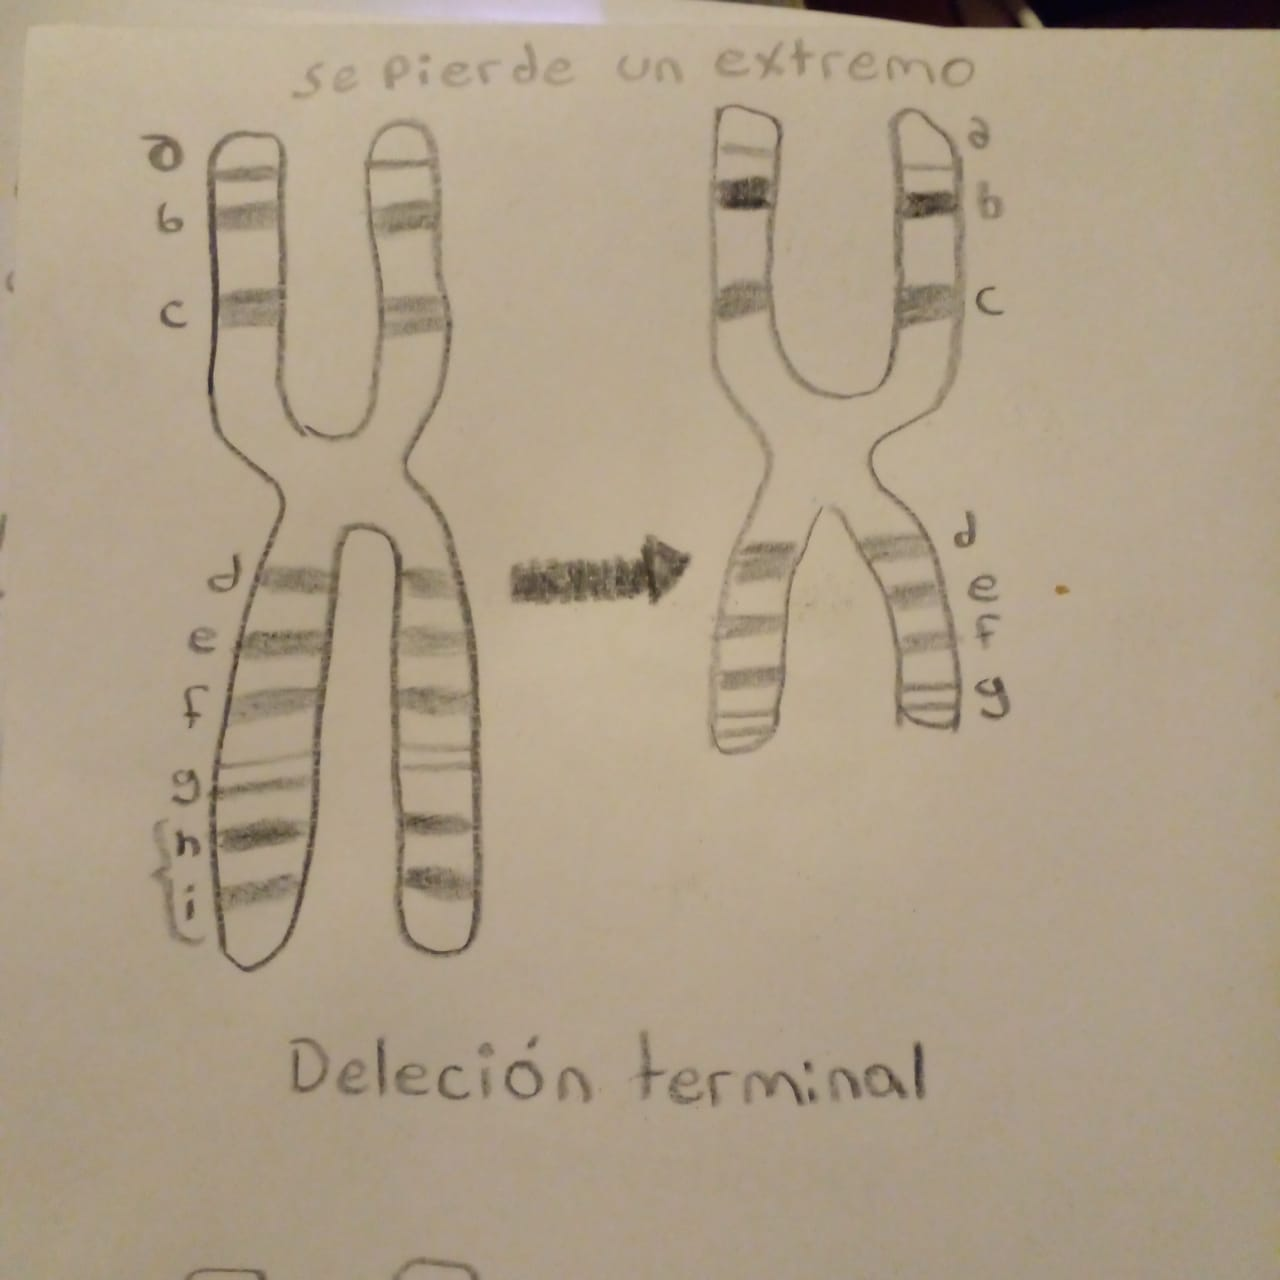 se pierde un extremo
a
b
c
d
e
f
g
h
i
a
b
c
d
e
f
g
Deleción terminal